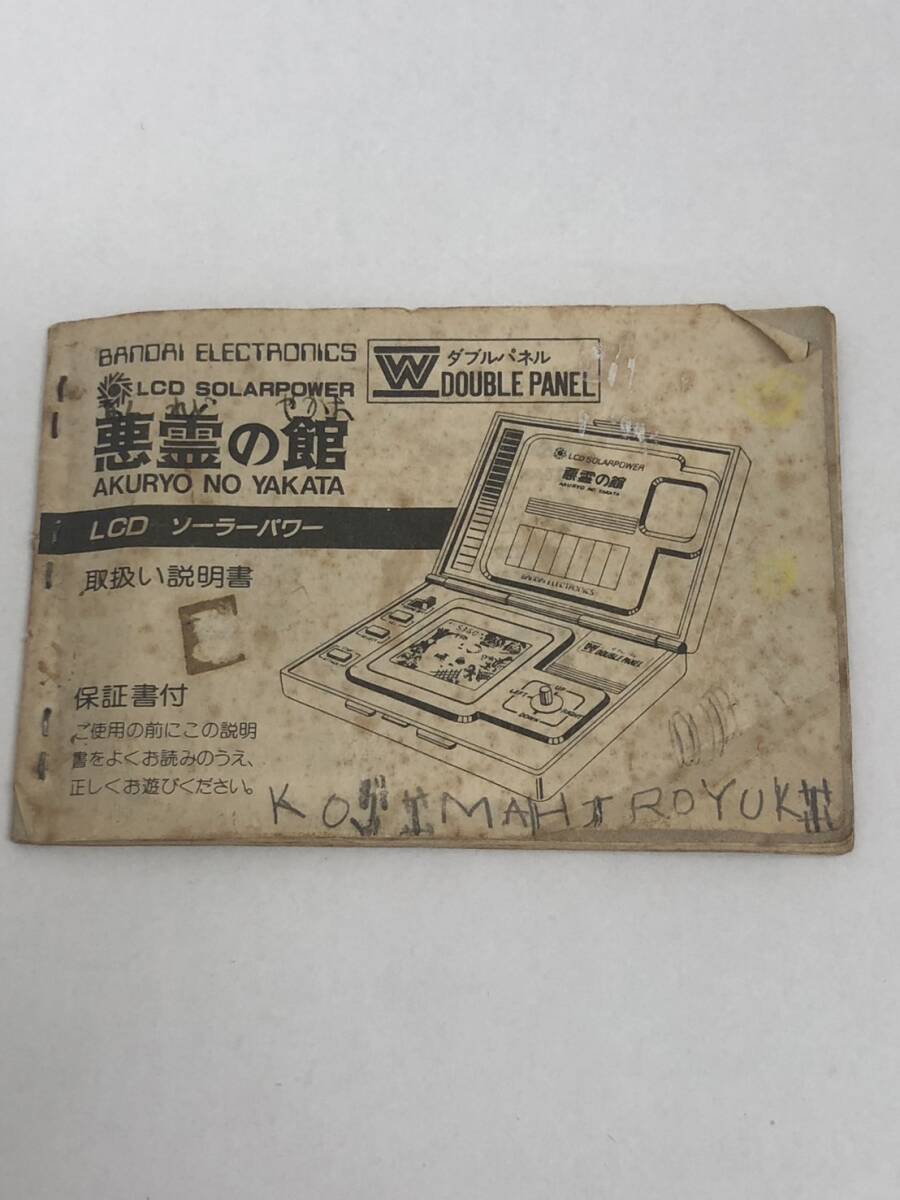 BANDAI ELECTRONICS
LCD SOLARPOWER
W ダブルパネル
DOUBLE PANEL
悪霊の館
AKURYO NO YAKATA
LCD ソーラーパワー
取扱い説明書
保証書付
ご使用の前にこの説明
書をよくお読みのうえ、
正しくお遊びください。
LCD SOLARPOWER
悪霊の館
AKURYO NO YAKATA
BANDAI ELECTRONICS
W DOUBLE PANEL
UP
LEFT
RIGHT
DOWN
KOJIMAHIROYUKI